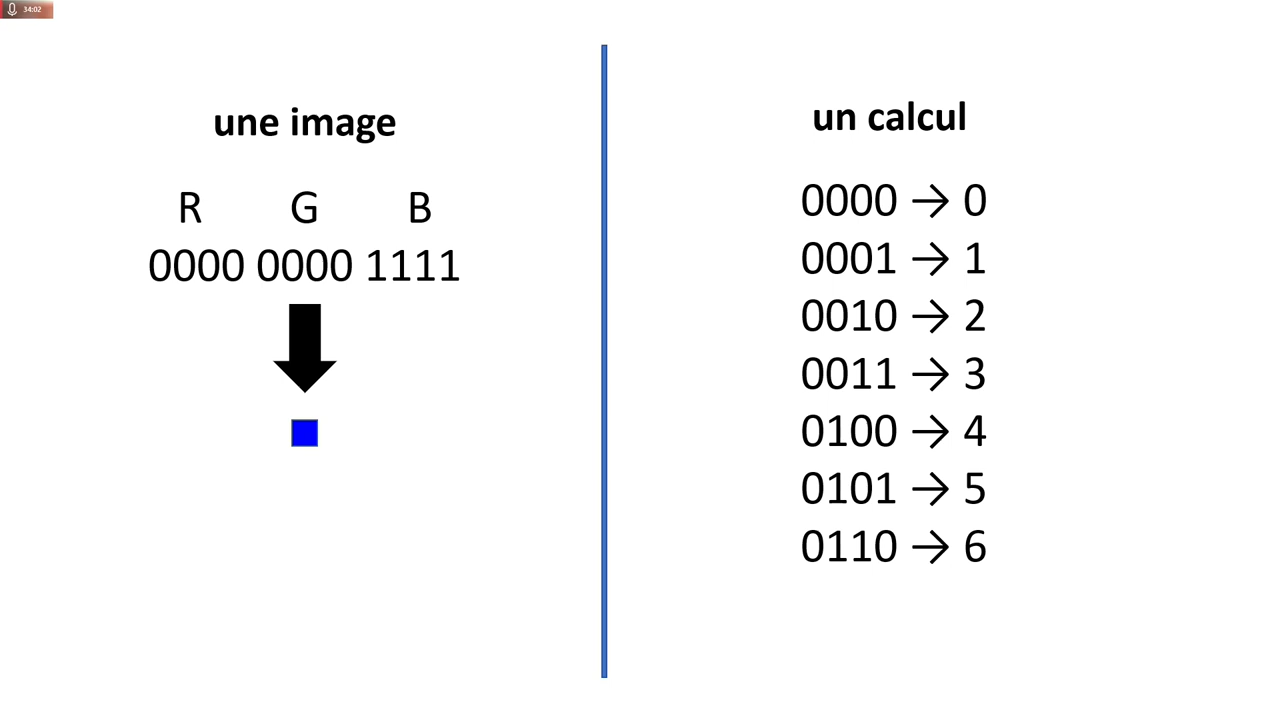 34:02
une image
R G B
0000 0000 1111
un calcul
0000 → 0
0001 → 1
0010 → 2
0011 → 3
0100 → 4
0101 → 5
0110 → 6